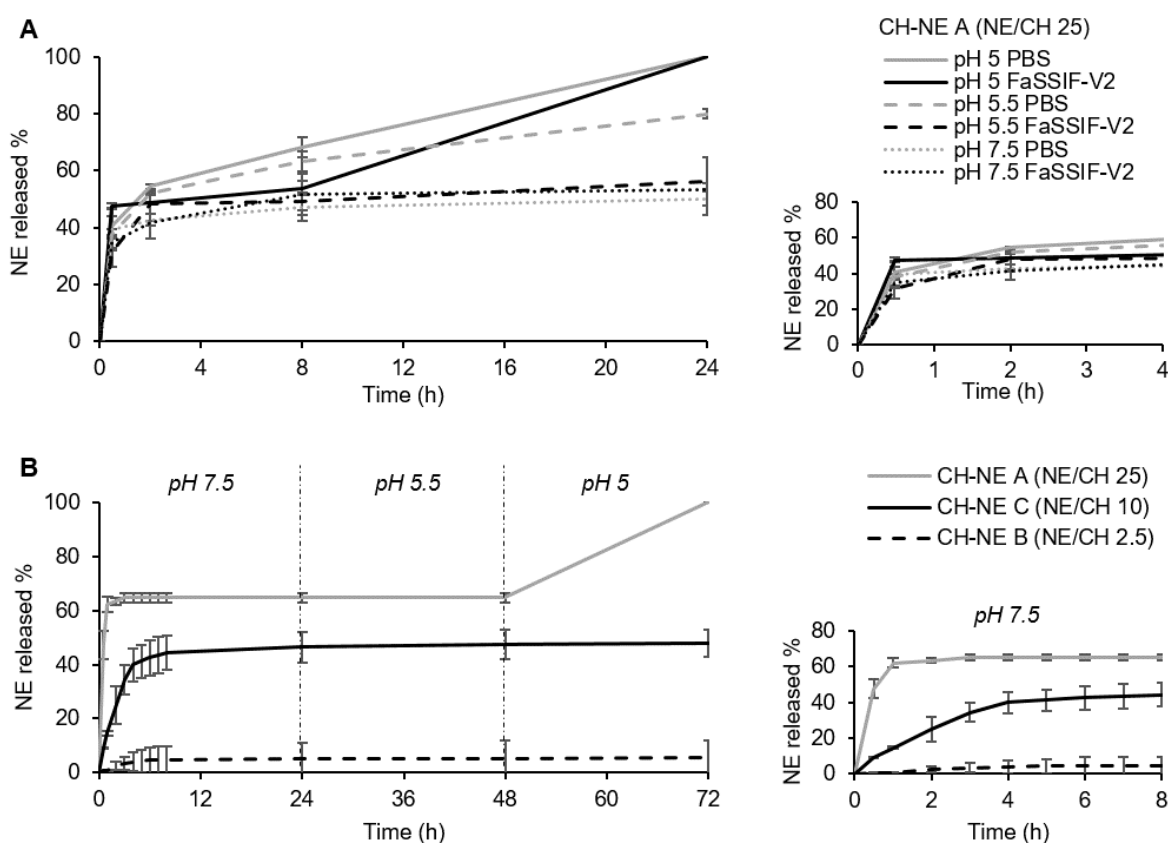 A
CH-NE A (NE/CH 25)
pH 5 PBS
pH 5 FaSSIF-V2
pH 5.5 PBS
pH 5.5 FaSSIF-V2
pH 7.5 PBS
pH 7.5 FaSSIF-V2
NE released %
100
80
60
40
20
0
0 4 8 12 16 20 24
Time (h)
NE released %
80
60
40
20
0
0 1 2 3 4
Time (h)
B
pH 7.5 pH 5.5 pH 5
NE released %
100
80
60
40
20
0
0 12 24 36 48 60 72
Time (h)
CH-NE A (NE/CH 25)
CH-NE C (NE/CH 10)
CH-NE B (NE/CH 2.5)
pH 7.5
NE released %
80
60
40
20
0
0 2 4 6 8
Time (h)